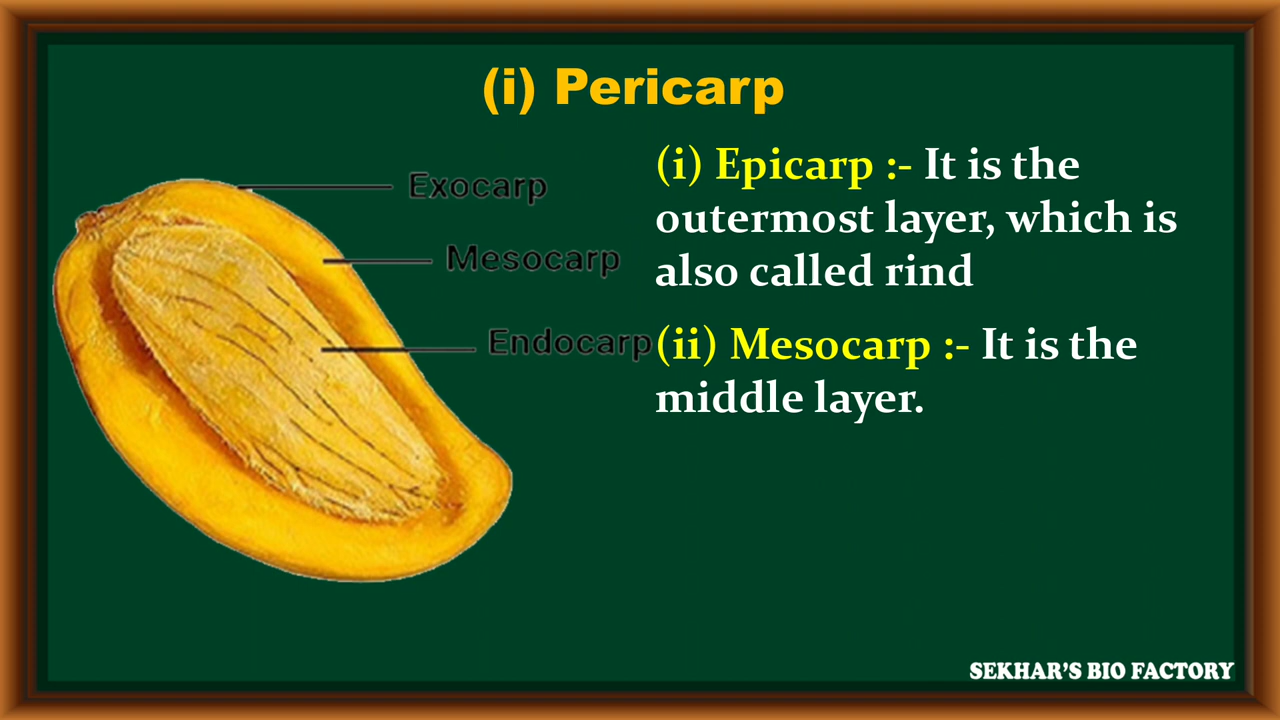 (i) Pericarp
Exocarp
Mesocarp
Endocarp
(i) Epicarp :- It is the
outermost layer, which is
also called rind
(ii) Mesocarp :- It is the
middle layer.
SEKHAR'S BIO FACTORY